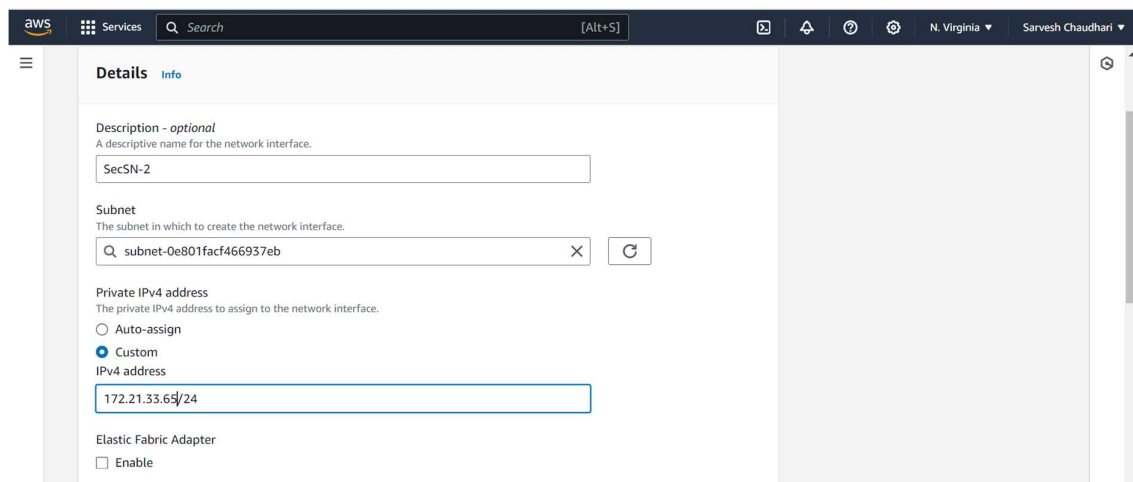 aws Services Search [Alt+S] N. Virginia ▼ Sarvesh Chaudhari ▼
Details Info
Description - optional
A descriptive name for the network interface.
SecSN-2
Subnet
The subnet in which to create the network interface.
subnet-0e801facf466937eb
Private IPv4 address
The private IPv4 address to assign to the network interface.
Auto-assign
Custom
IPv4 address
172.21.33.65/24
Elastic Fabric Adapter
Enable